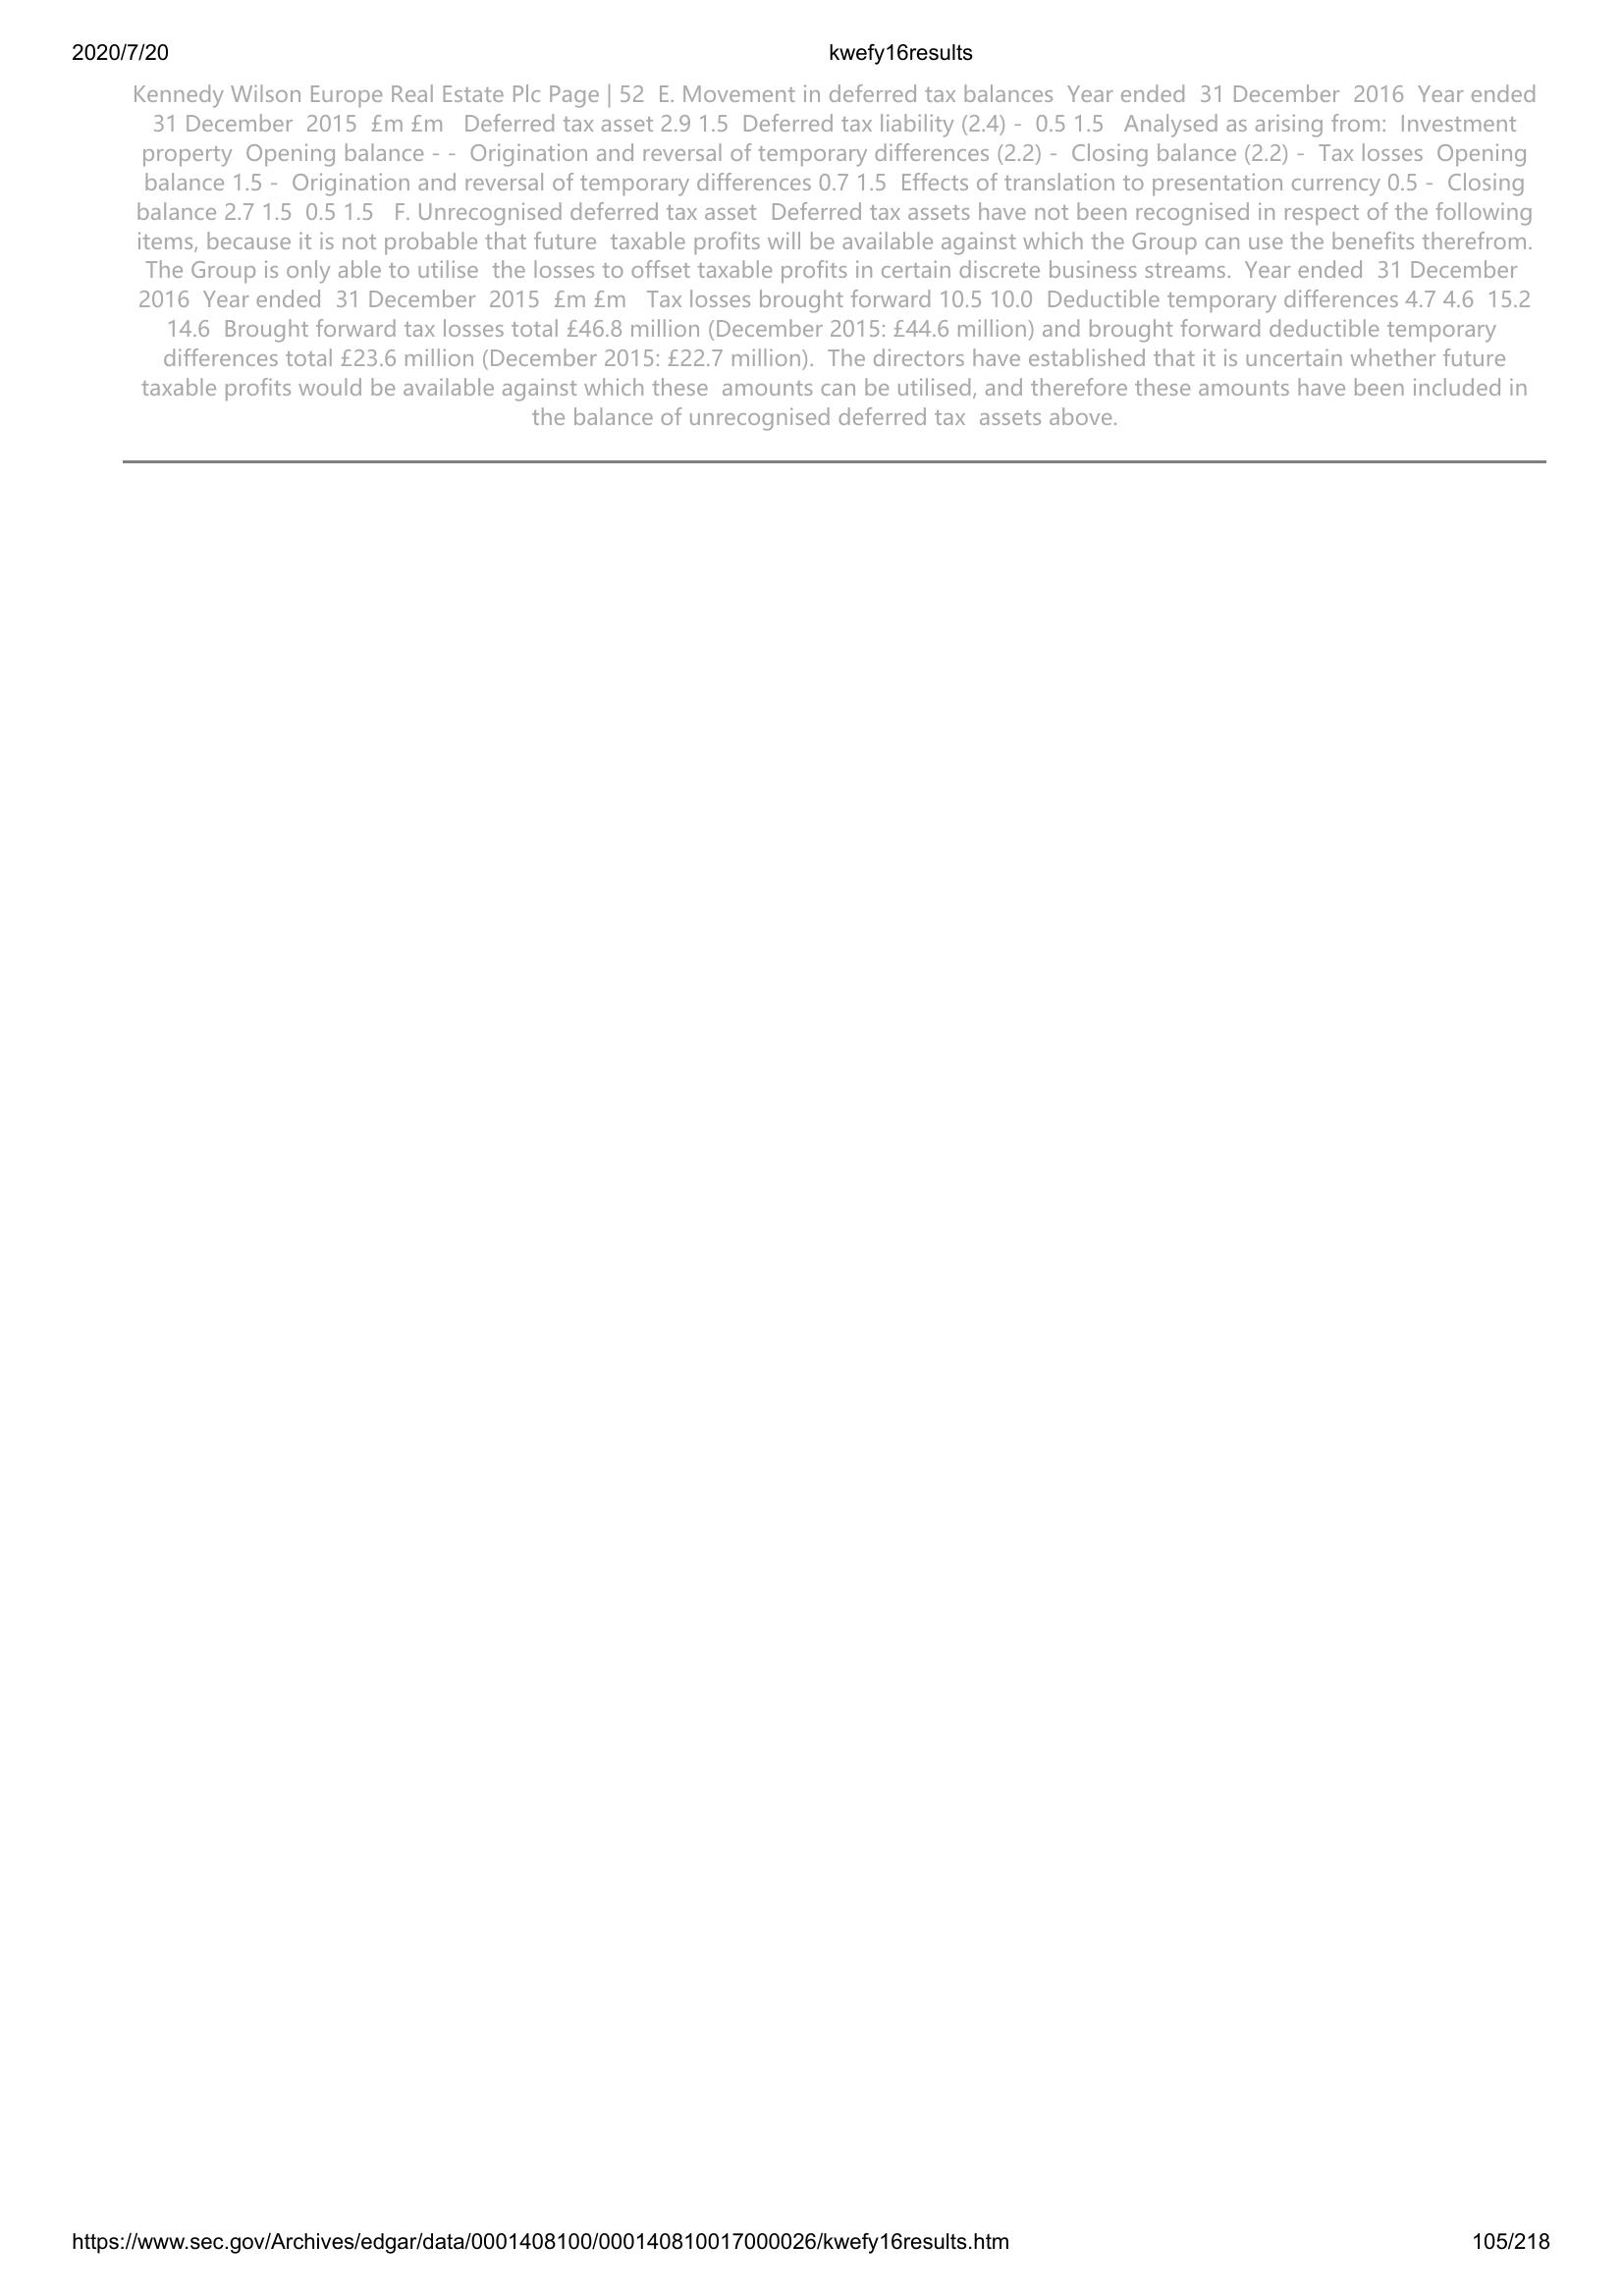 2020/7/20 kwefy16results
Kennedy Wilson Europe Real Estate Plc Page | 52 E. Movement in deferred tax balances Year ended 31 December 2016 Year ended
31 December 2015 £m £m Deferred tax asset 2.9 1.5 Deferred tax liability (2.4) - 0.5 1.5 Analysed as arising from: Investment
property Opening balance - - Origination and reversal of temporary differences (2.2) - Closing balance (2.2) - Tax losses Opening
balance 1.5 - Origination and reversal of temporary differences 0.7 1.5 Effects of translation to presentation currency 0.5 - Closing
balance 2.7 1.5 0.5 1.5 F. Unrecognised deferred tax asset Deferred tax assets have not been recognised in respect of the following
items, because it is not probable that future taxable profits will be available against which the Group can use the benefits therefrom.
The Group is only able to utilise the losses to offset taxable profits in certain discrete business streams. Year ended 31 December
2016 Year ended 31 December 2015 £m £m Tax losses brought forward 10.5 10.0 Deductible temporary differences 4.7 4.6 15.2
14.6 Brought forward tax losses total £46.8 million (December 2015: £44.6 million) and brought forward deductible temporary
differences total £23.6 million (December 2015: £22.7 million). The directors have established that it is uncertain whether future
taxable profits would be available against which these amounts can be utilised, and therefore these amounts have been included in
the balance of unrecognised deferred tax assets above.
https://www.sec.gov/Archives/edgar/data/0001408100/000140810017000026/kwefy16results.htm 105/218